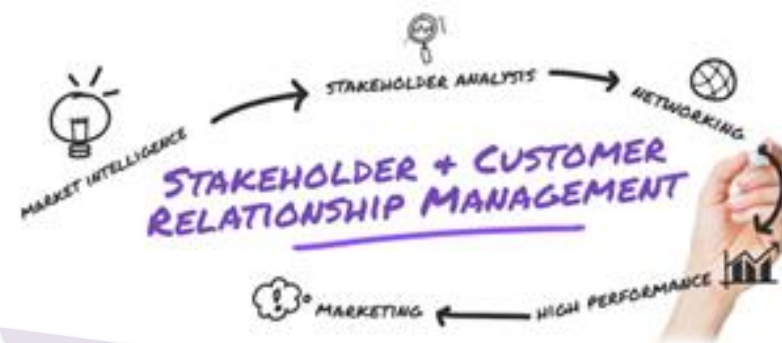 STAKEHOLDER ANALYSIS
NETWORKING
MARKET INTELLIGENCE
STAKEHOLDER + CUSTOMER
RELATIONSHIP MANAGEMENT
HIGH PERFORMANCE
MARKETING